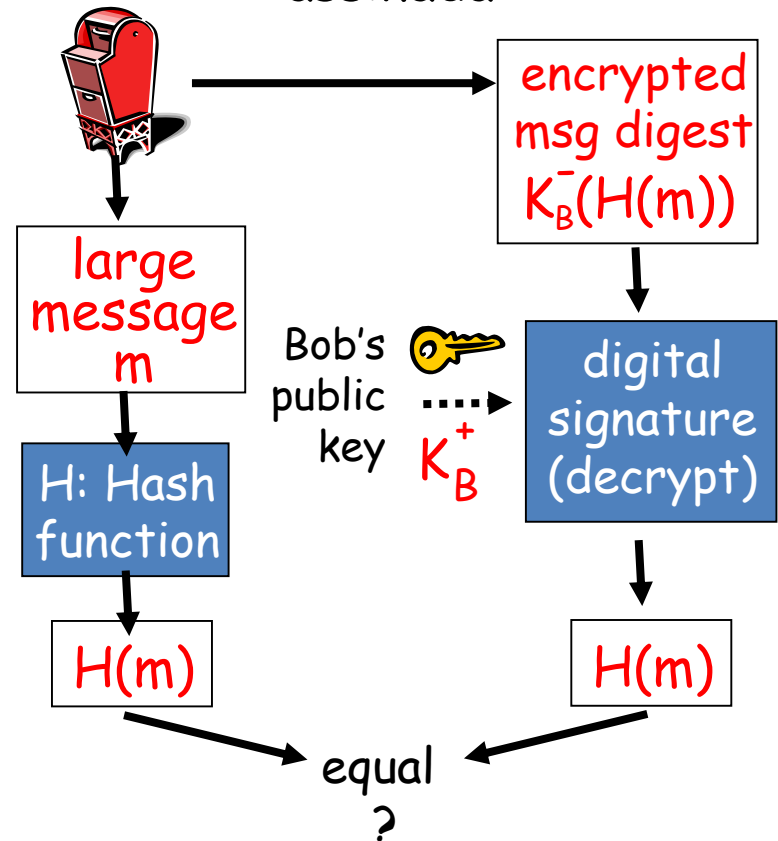 encrypted
msg digest
K_B^-(H(m))
large
message
m
Bob's
public
key
K_B^+
digital
signature
(decrypt)
H: Hash
function
H(m)
H(m)
equal
?